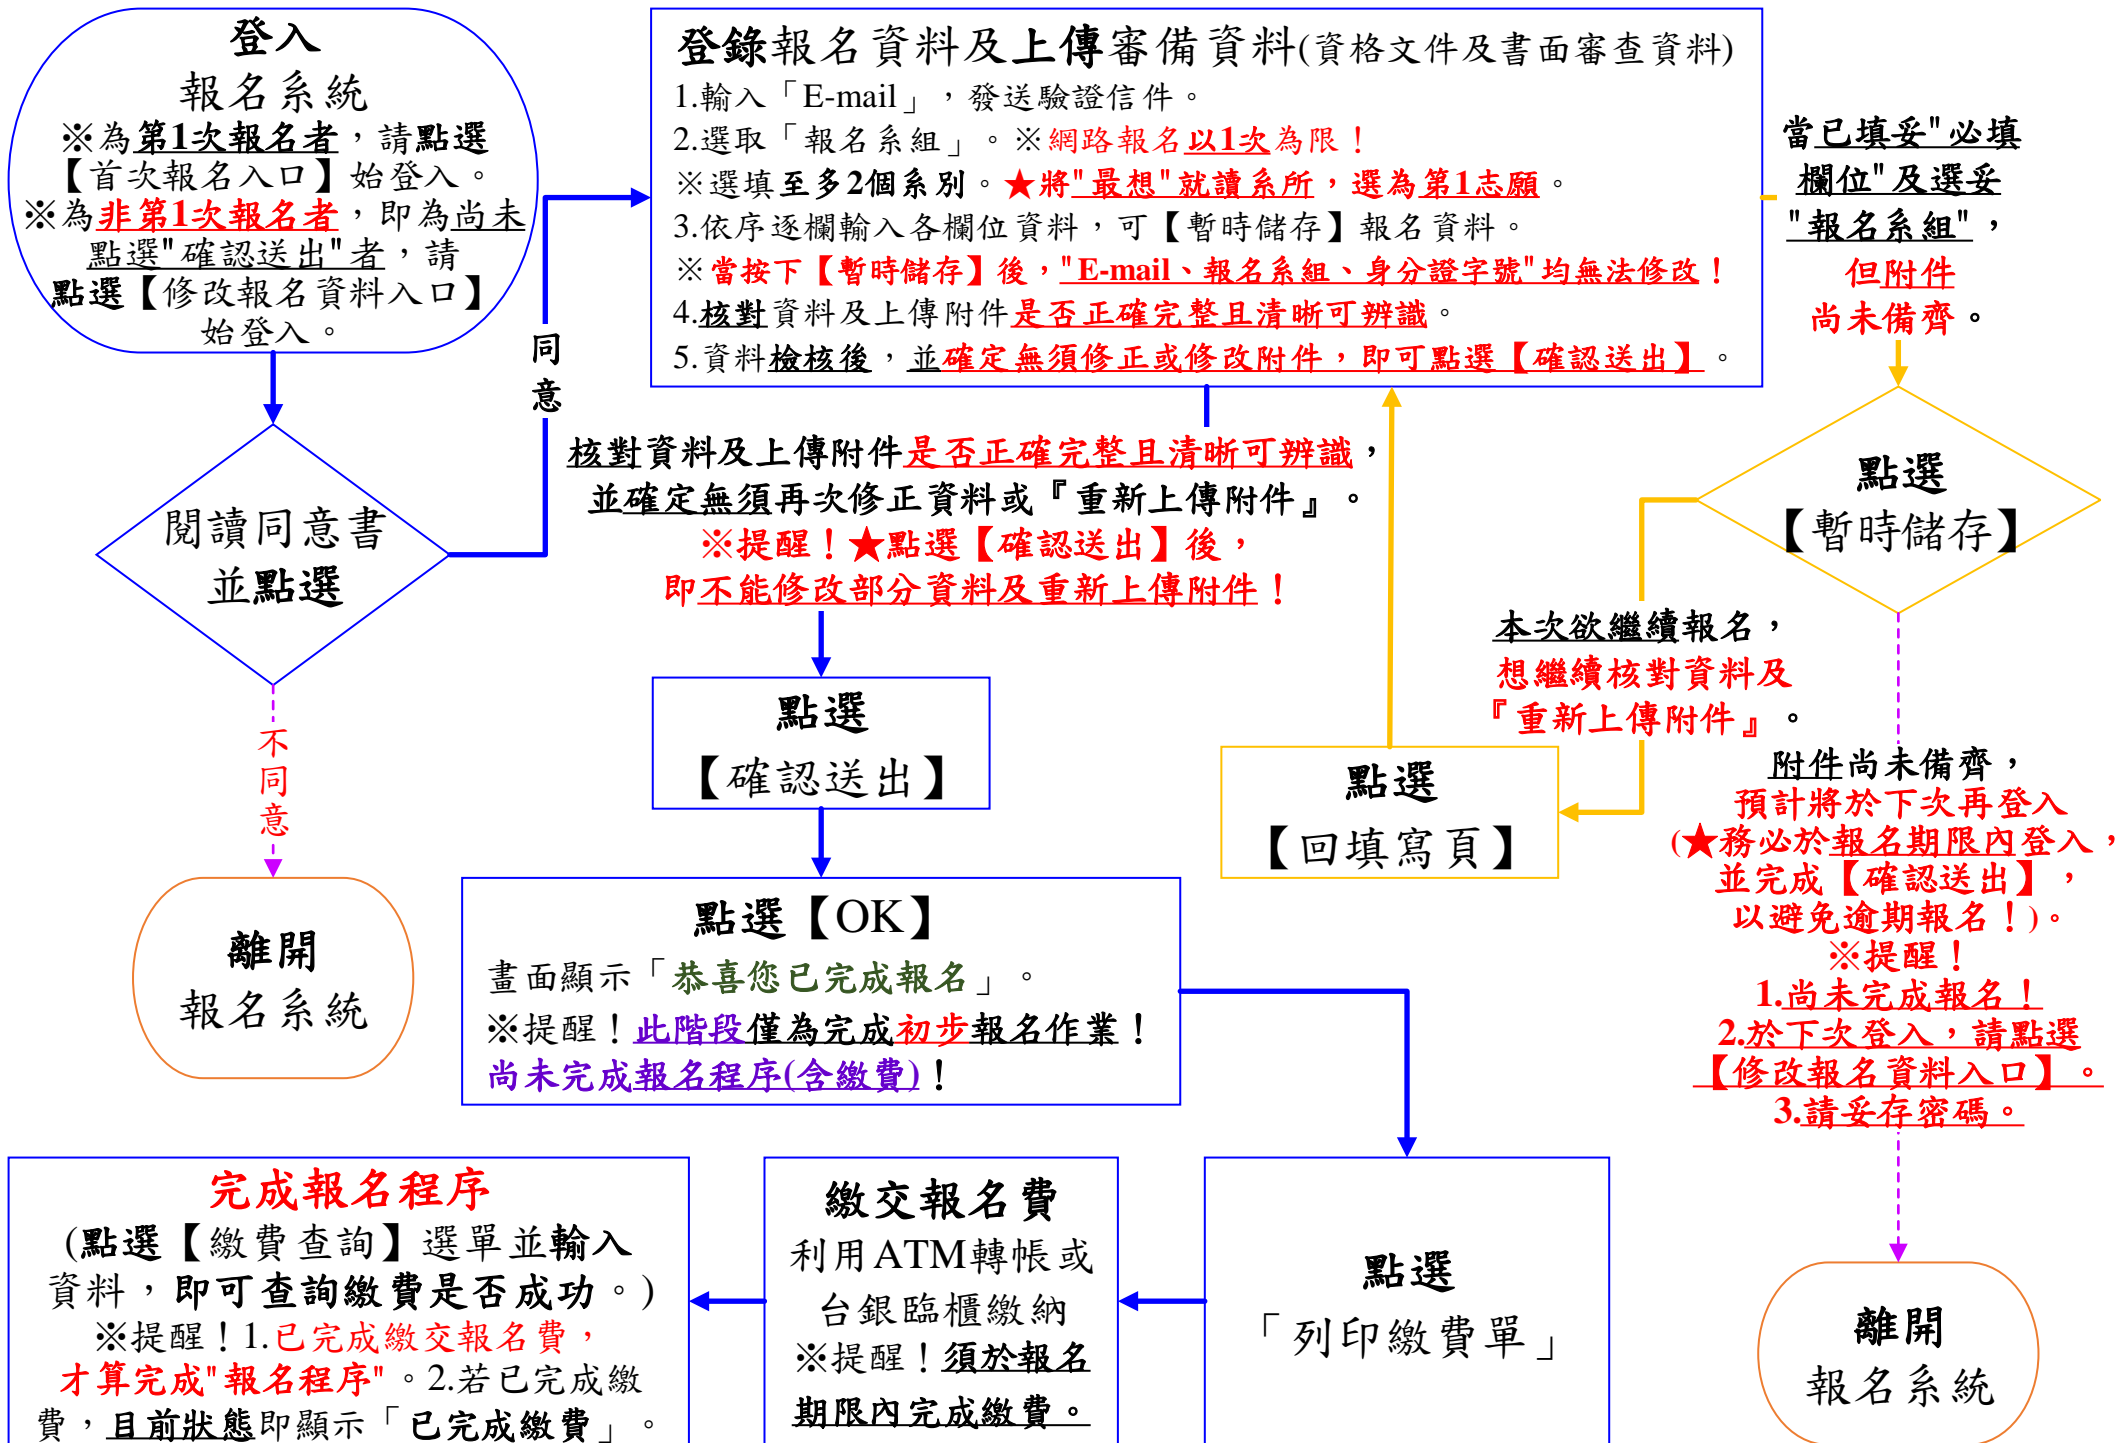 登入
報名系統
※為第1次報名者，請點選
【首次報名入口】始登入。
※為非第1次報名者，即為尚未
點選"確認送出"者，請
點選【修改報名資料入口】
始登入。
閱讀同意書
並點選
不
同
意
離開
報名系統
同
意
登錄報名資料及上傳審備資料(資格文件及書面審查資料)
1.輸入「E-mail」，發送驗證信件。
2.選取「報名系組」。※網路報名以1次為限！
※選填至多2個系別。★將"最想"就讀系所，選為第1志願。
3.依序逐欄輸入各欄位資料，可【暫時儲存】報名資料。
※當按下【暫時儲存】後，"E-mail、報名系組、身分證字號"均無法修改！
4.核對資料及上傳附件是否正確完整且清晰可辨識。
5.資料檢核後，並確定無須修正或修改附件，即可點選【確認送出】。
當已填妥"必填
欄位"及選妥
"報名系組"，
但附件
尚未備齊。
點選
【暫時儲存】
核對資料及上傳附件是否正確完整且清晰可辨識，
並確定無須再次修正資料或『重新上傳附件』。
※提醒！★點選【確認送出】後，
即不能修改部分資料及重新上傳附件！
點選
【確認送出】
本次欲繼續報名，
想繼續核對資料及
『重新上傳附件』。
點選
【回填寫頁】
附件尚未備齊，
預計將於下次再登入
(★務必於報名期限內登入，
並完成【確認送出】，
以避免逾期報名！)。
※提醒！
1.尚未完成報名！
2.於下次登入，請點選
【修改報名資料入口】。
3.請妥存密碼。
離開
報名系統
點選【OK】
畫面顯示「恭喜您已完成報名」。
※提醒！此階段僅為完成初步報名作業！
尚未完成報名程序(含繳費)！
點選
「列印繳費單」
繳交報名費
利用ATM轉帳或
台銀臨櫃繳納
※提醒！須於報名
期限內完成繳費。
完成報名程序
(點選【繳費查詢】選單並輸入
資料，即可查詢繳費是否成功。)
※提醒！1.已完成繳交報名費，
才算完成"報名程序"。2.若已完成繳
費，目前狀態即顯示「已完成繳費」。